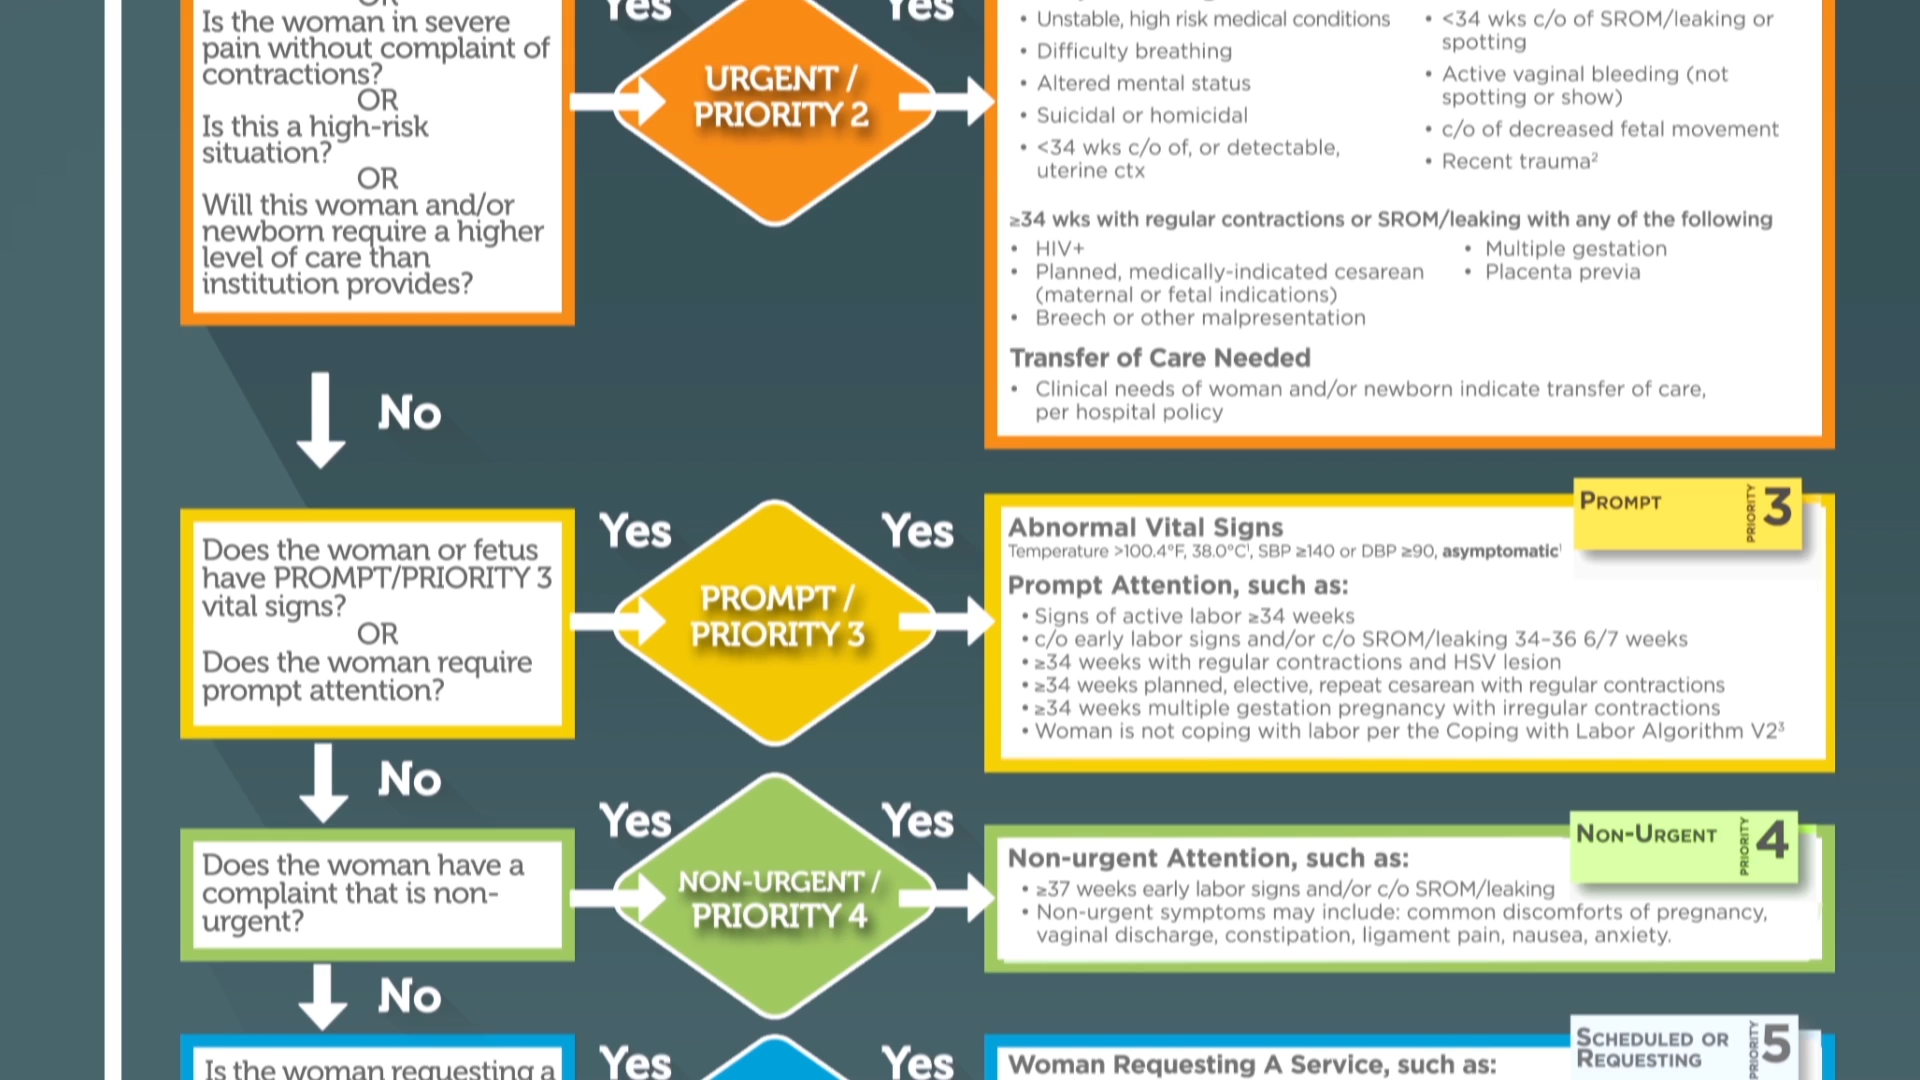 OR
Is the woman in severe
pain without complaint of
contractions?
OR
Is this a high-risk
situation?
OR
Will this woman and/or
newborn require a higher
level of care than
institution provides?
Yes
URGENT /
PRIORITY 2
Yes
• Unstable, high risk medical conditions
• Difficulty breathing
• Altered mental status
• Suicidal or homicidal
• <34 wks c/o of, or detectable,
uterine ctx
• <34 wks c/o of SROM/leaking or
spotting
• Active vaginal bleeding (not
spotting or show)
• c/o of decreased fetal movement
• Recent trauma²
≥34 wks with regular contractions or SROM/leaking with any of the following
• HIV+
• Planned, medically-indicated cesarean
(maternal or fetal indications)
• Breech or other malpresentation
• Multiple gestation
• Placenta previa
Transfer of Care Needed
• Clinical needs of woman and/or newborn indicate transfer of care,
per hospital policy
No
Does the woman or fetus
have PROMPT/PRIORITY 3
vital signs?
OR
Does the woman require
prompt attention?
Yes
PROMPT /
PRIORITY 3
Yes
PROMPT
PRIORITY 3
Abnormal Vital Signs
Temperature >100.4°F, 38.0°C¹, SBP ≥140 or DBP ≥90, asymptomatic¹
Prompt Attention, such as:
• Signs of active labor ≥34 weeks
• c/o early labor signs and/or c/o SROM/leaking 34–36 6/7 weeks
• ≥34 weeks with regular contractions and HSV lesion
• ≥34 weeks planned, elective, repeat cesarean with regular contractions
• ≥34 weeks multiple gestation pregnancy with irregular contractions
• Woman is not coping with labor per the Coping with Labor Algorithm V2³
No
Does the woman have a
complaint that is non-
urgent?
Yes
NON-URGENT /
PRIORITY 4
Yes
NON-URGENT
PRIORITY 4
Non-urgent Attention, such as:
• ≥37 weeks early labor signs and/or c/o SROM/leaking
• Non-urgent symptoms may include: common discomforts of pregnancy,
vaginal discharge, constipation, ligament pain, nausea, anxiety.
No
Is the woman requesting a
Yes
Yes
SCHEDULED OR
REQUESTING
PRIORITY 5
Woman Requesting A Service, such as: